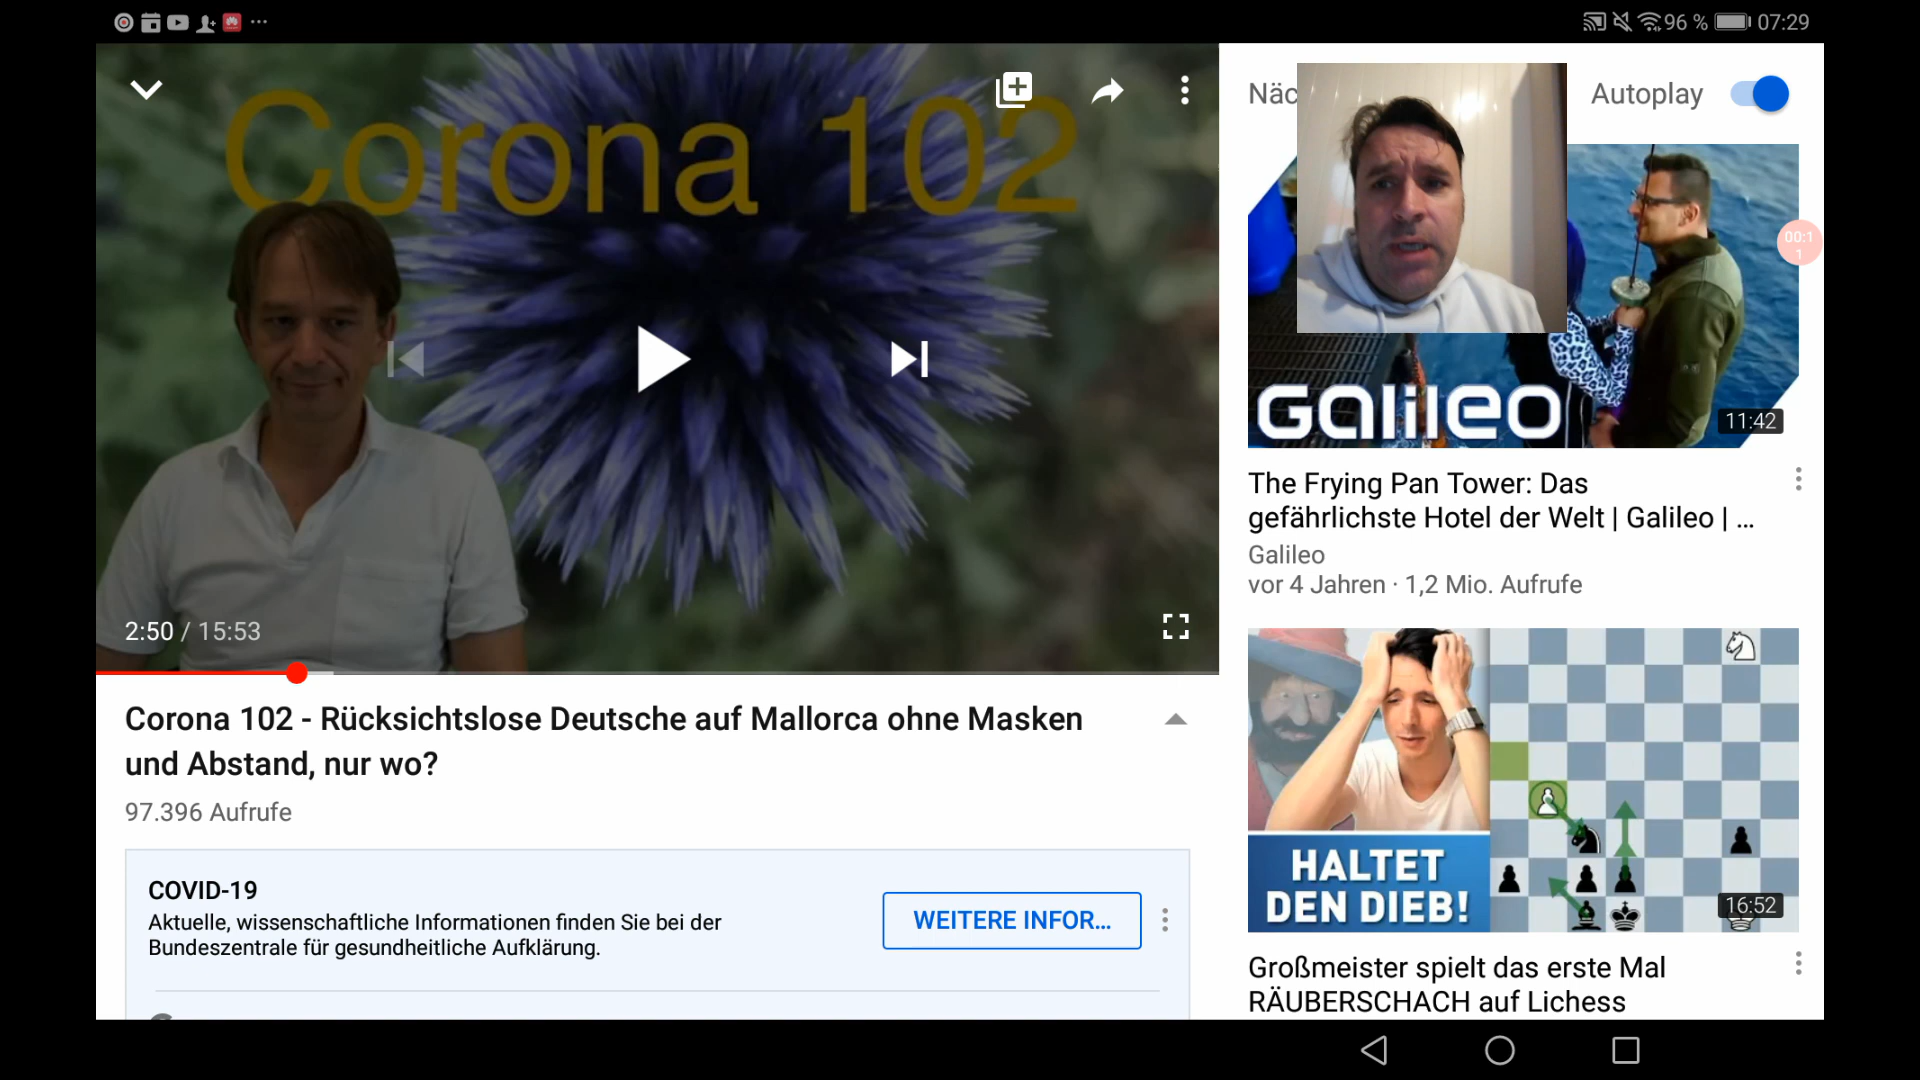 96 % 07:29
Corona 102
2:50 / 15:53
Corona 102 - Rücksichtslose Deutsche auf Mallorca ohne Masken
und Abstand, nur wo?
97.396 Aufrufe
COVID-19
Aktuelle, wissenschaftliche Informationen finden Sie bei der
Bundeszentrale für gesundheitliche Aufklärung.
WEITERE INFOR...
Näc
Autoplay
00:1
1
Galileo
11:42
The Frying Pan Tower: Das
gefährlichste Hotel der Welt | Galileo | ...
Galileo
vor 4 Jahren · 1,2 Mio. Aufrufe
HALTET
DEN DIEB!
16:52
Großmeister spielt das erste Mal
RÄUBERSCHACH auf Lichess